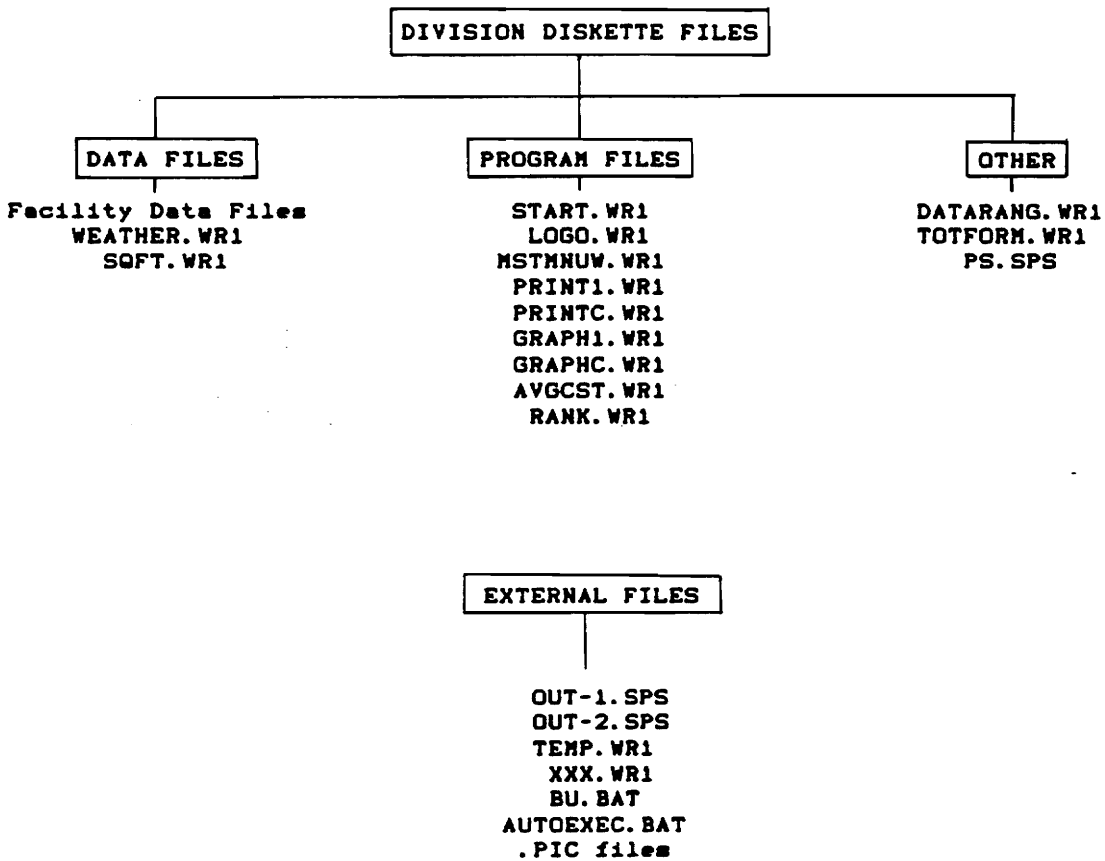 DIVISION DISKETTE FILES
DATA FILES
Facility Data Files
WEATHER.WR1
SQFT.WR1
PROGRAM FILES
START.WR1
LOGO.WR1
MSTMNUW.WR1
PRINT1.WR1
PRINTC.WR1
GRAPH1.WR1
GRAPHC.WR1
AVGCST.WR1
RANK.WR1
OTHER
DATARANG.WR1
TOTFORM.WR1
PS.SPS
EXTERNAL FILES
OUT-1.SPS
OUT-2.SPS
TEMP.WR1
XXX.WR1
BU.BAT
AUTOEXEC.BAT
.PIC files